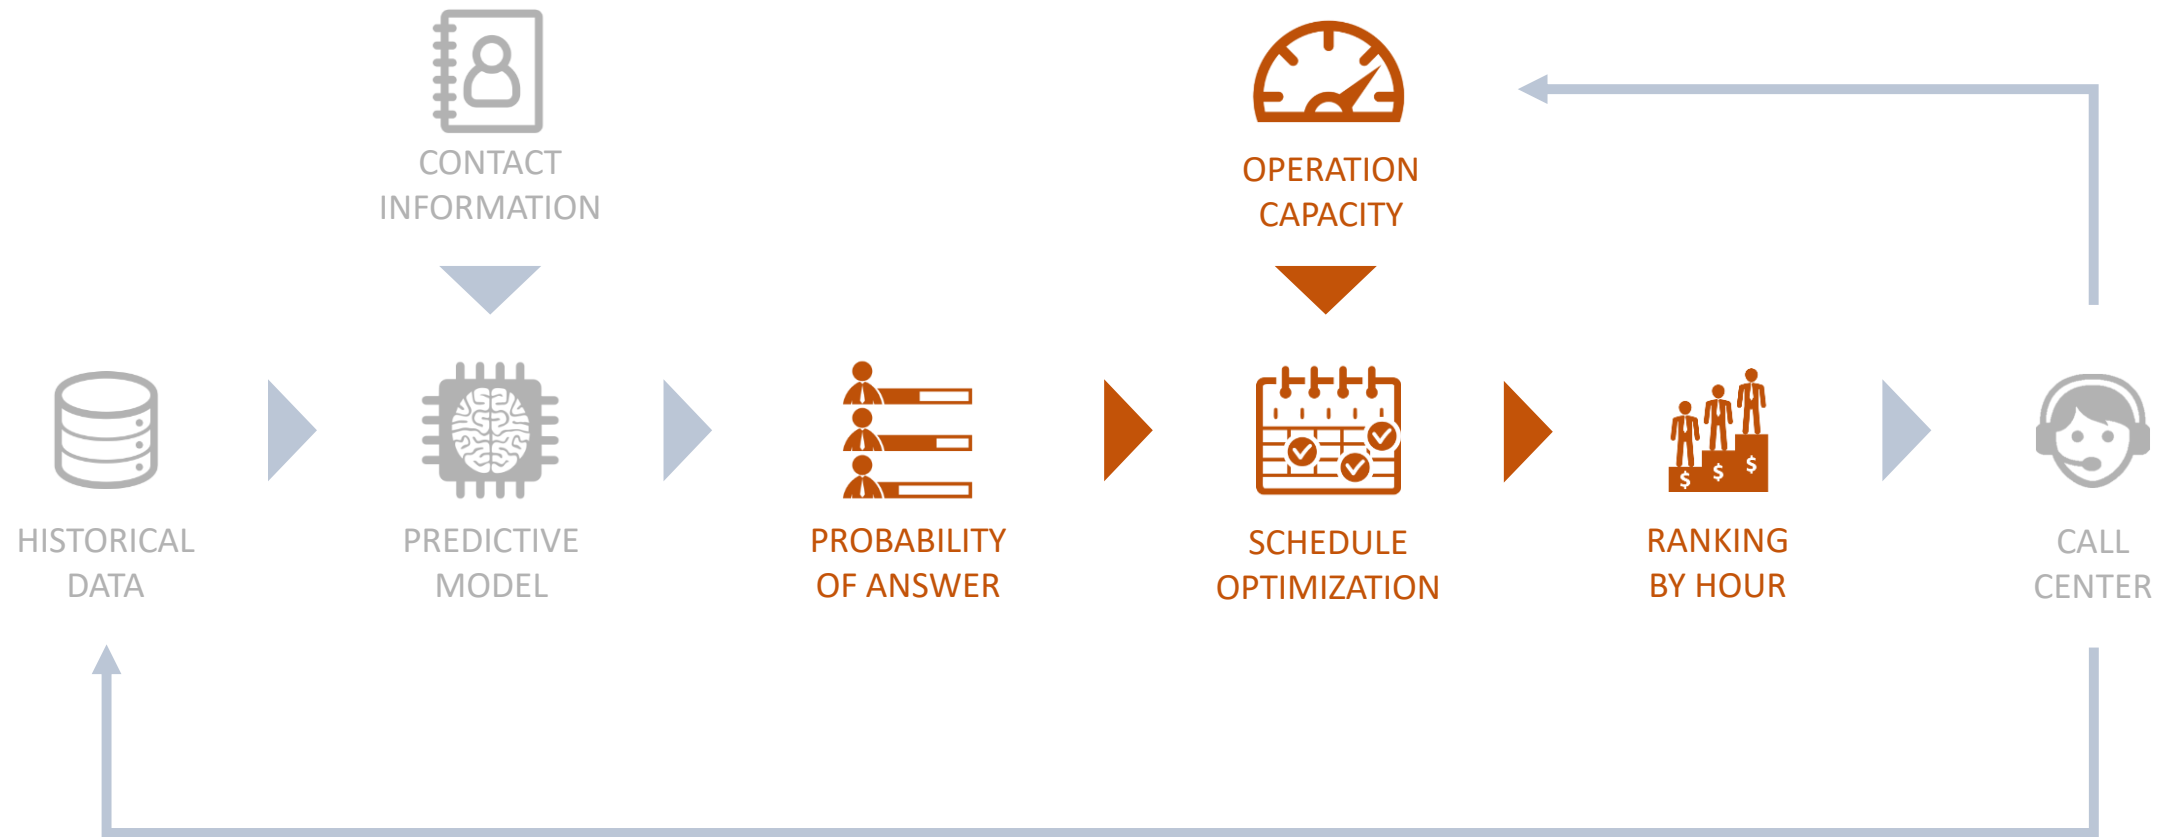 CONTACT
INFORMATION
OPERATION
CAPACITY
HISTORICAL
DATA
PREDICTIVE
MODEL
PROBABILITY
OF ANSWER
SCHEDULE
OPTIMIZATION
$ $ $
RANKING
BY HOUR
CALL
CENTER